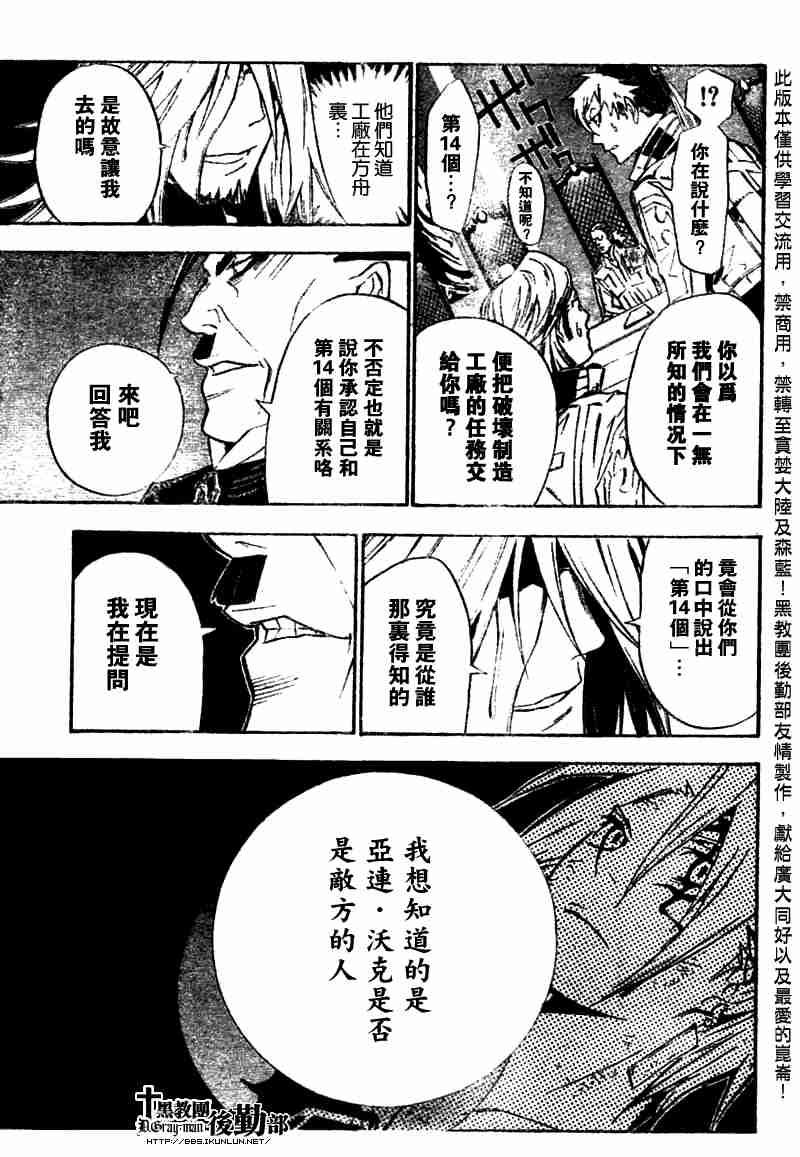 !?
你在說什麼?
ザワ
ザワ
第14個…?
不知道呢?
你以爲
我們會在一無
所知的情况下
便把破壞制造
工廠的任務交
給你嗎?
他們知道
工廠在方舟
裏…
是故意讓我
去的嗎
不否定也就是
說你承認自己和
第14個有關系咯
來吧
回答我
竟會從你們
的口中說出
「第14個」…
究竟是從誰
那裏得知的
現在是
我在提問
我想知道的是
亞連·沃克是否
是敵方的人
此版本僅供學習交流用，禁商用，禁轉至貪婪大陸及森藍！黑教團後勤部友情製作，獻給廣大同好以及最愛的崑崙！
黑教團
D.Gray-man
後勤部
HTTP://BBS.IKUNLUN.NET/